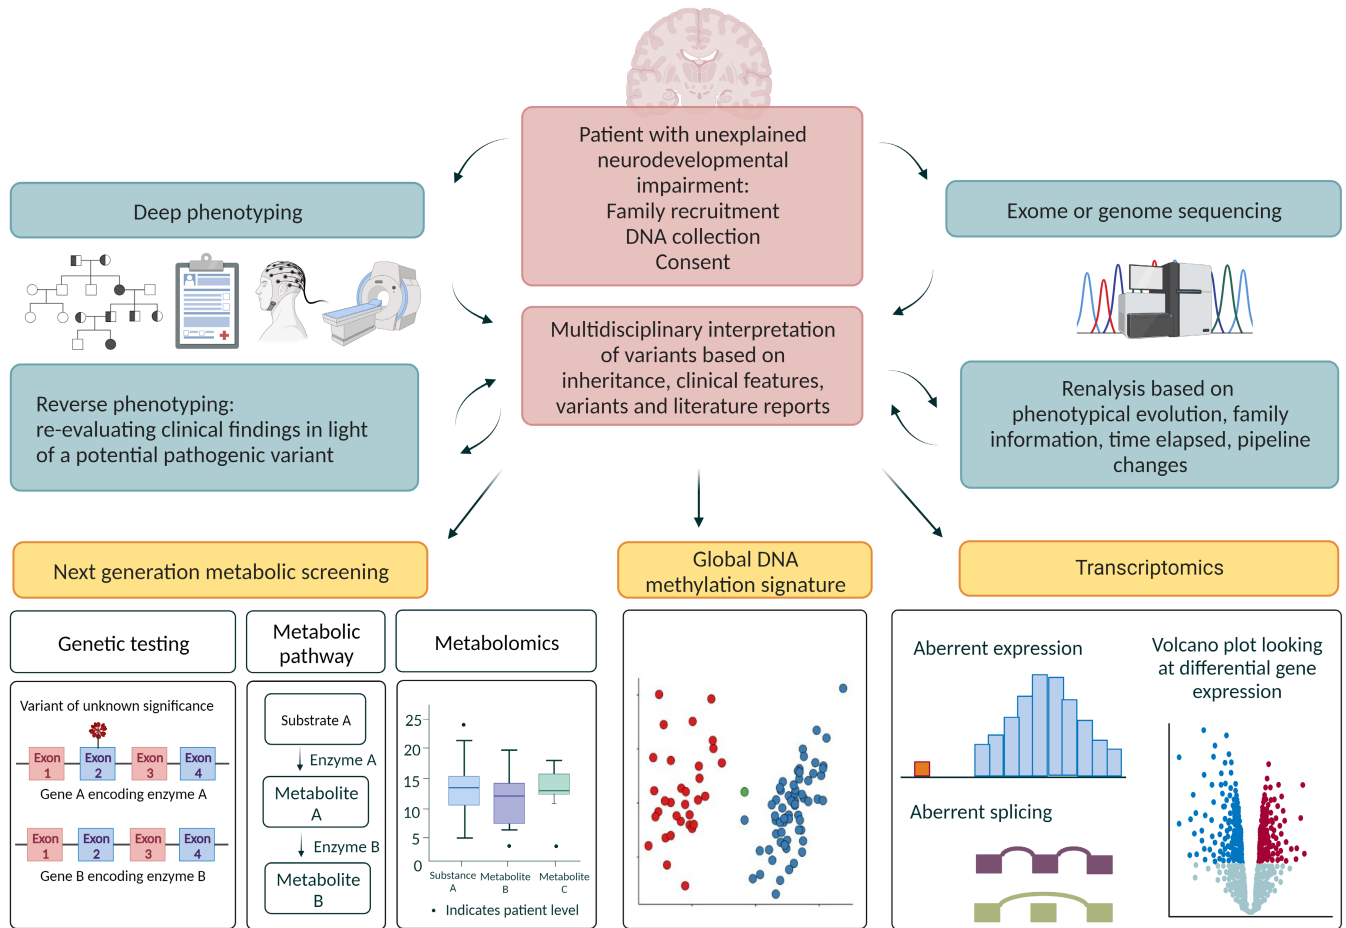 Patient with unexplained
neurodevelopmental
impairment:
Family recruitment
DNA collection
Consent
Deep phenotyping
Exome or genome sequencing
Multidisciplinary interpretation
of variants based on
inheritance, clinical features,
variants and literature reports
Reverse phenotyping:
re-evaluating clinical findings in light
of a potential pathogenic variant
Renalysis based on
phenotypical evolution, family
information, time elapsed, pipeline
changes
Next generation metabolic screening
Global DNA
methylation signature
Transcriptomics
Genetic testing
Metabolic
pathway
Metabolomics
Variant of unknown significance
Exon
1
Exon
2
Exon
3
Exon
4
Gene A encoding enzyme A
Exon
1
Exon
2
Exon
3
Exon
4
Gene B encoding enzyme B
Substrate A
Enzyme A
Metabolite
A
Enzyme B
Metabolite
B
25
20
15
10
5
0
Substance
A
Metabolite
B
Metabolite
C
• Indicates patient level
Aberrent expression
Aberrent splicing
Volcano plot looking
at differential gene
expression